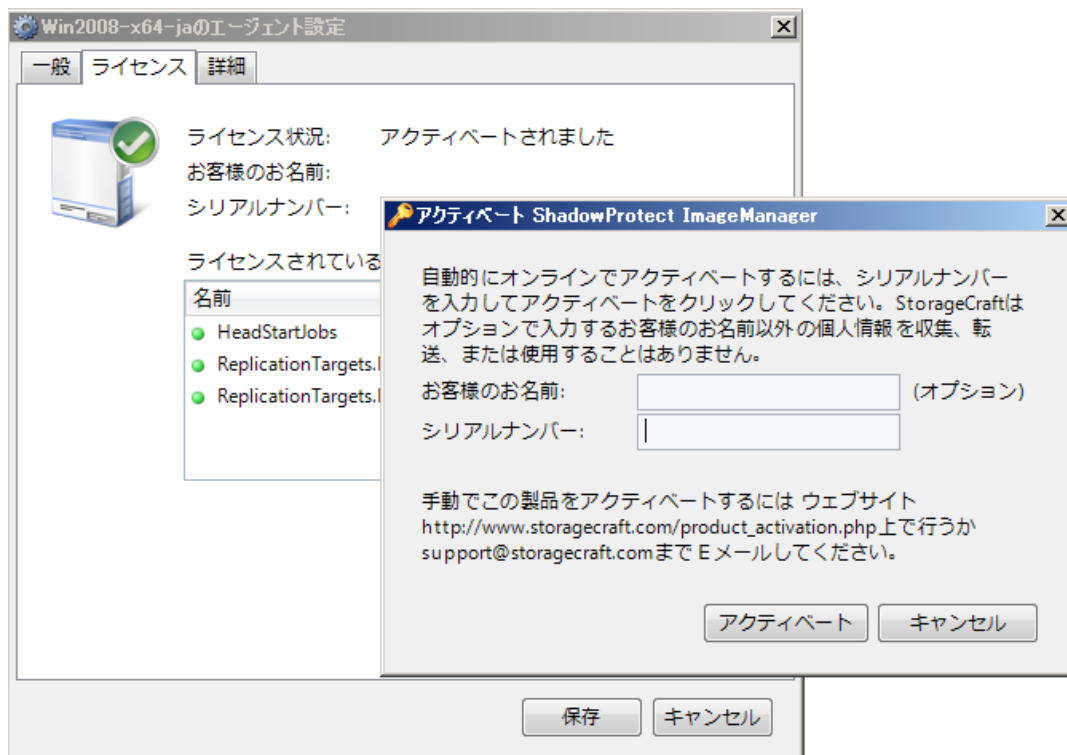 Win2008-x64-jaのエージェント設定
一般 ライセンス 詳細
ライセンス状況: アクティベートされました
お客様のお名前:
シリアルナンバー:
ライセンスされている
名前
HeadStartJobs
ReplicationTargets.
ReplicationTargets.
アクティベート ShadowProtect ImageManager
自動的にオンラインでアクティベートするには、シリアルナンバー
を入力してアクティベートをクリックしてください。StorageCraftは
オプションで入力するお客様のお名前以外の個人情報を収集、転
送、または使用することはありません。
お客様のお名前: (オプション)
シリアルナンバー:
手動でこの製品をアクティベートするには ウェブサイト
http://www.storagecraft.com/product_activation.php上で行うか
support@storagecraft.comまでEメールしてください。
アクティベート キャンセル
保存 キャンセル